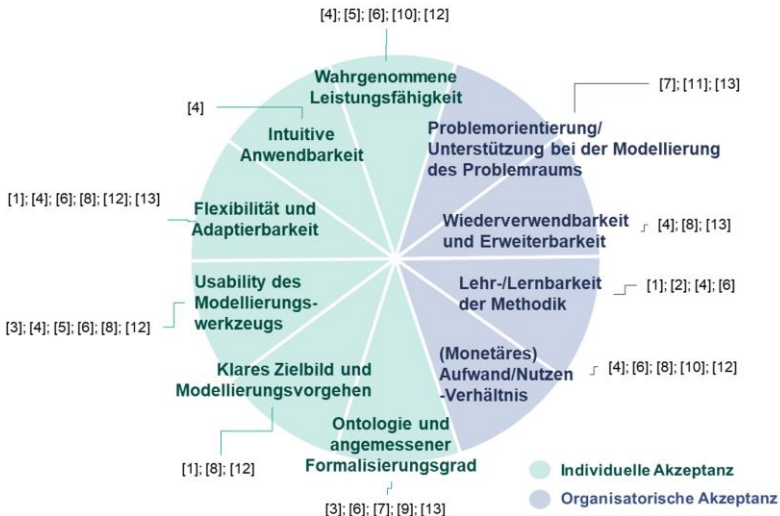 [4]; [5]; [6]; [10]; [12]
Wahrgenommene
Leistungsfähigkeit
[7]; [11]; [13]
Problemorientierung/
Unterstützung bei der Modellierung
des Problemraums
[4]
Intuitive
Anwendbarkeit
[1]; [4]; [6]; [8]; [12]; [13]
Flexibilität und
Adaptierbarkeit
Wiederverwendbarkeit
und Erweiterbarkeit
[4]; [8]; [13]
Usability des
Modellierungs-
werkzeugs
[3]; [4]; [5]; [6]; [8]; [12]
Lehr-/Lernbarkeit
der Methodik
[1]; [2]; [4]; [6]
Klares Zielbild und
Modellierungsvorgehen
[1]; [8]; [12]
(Monetäres)
Aufwand/Nutzen
-Verhältnis
[4]; [6]; [8]; [10]; [12]
Ontologie und
angemessener
Formalisierungsgrad
[3]; [6]; [7]; [9]; [13]
Individuelle Akzeptanz
Organisatorische Akzeptanz